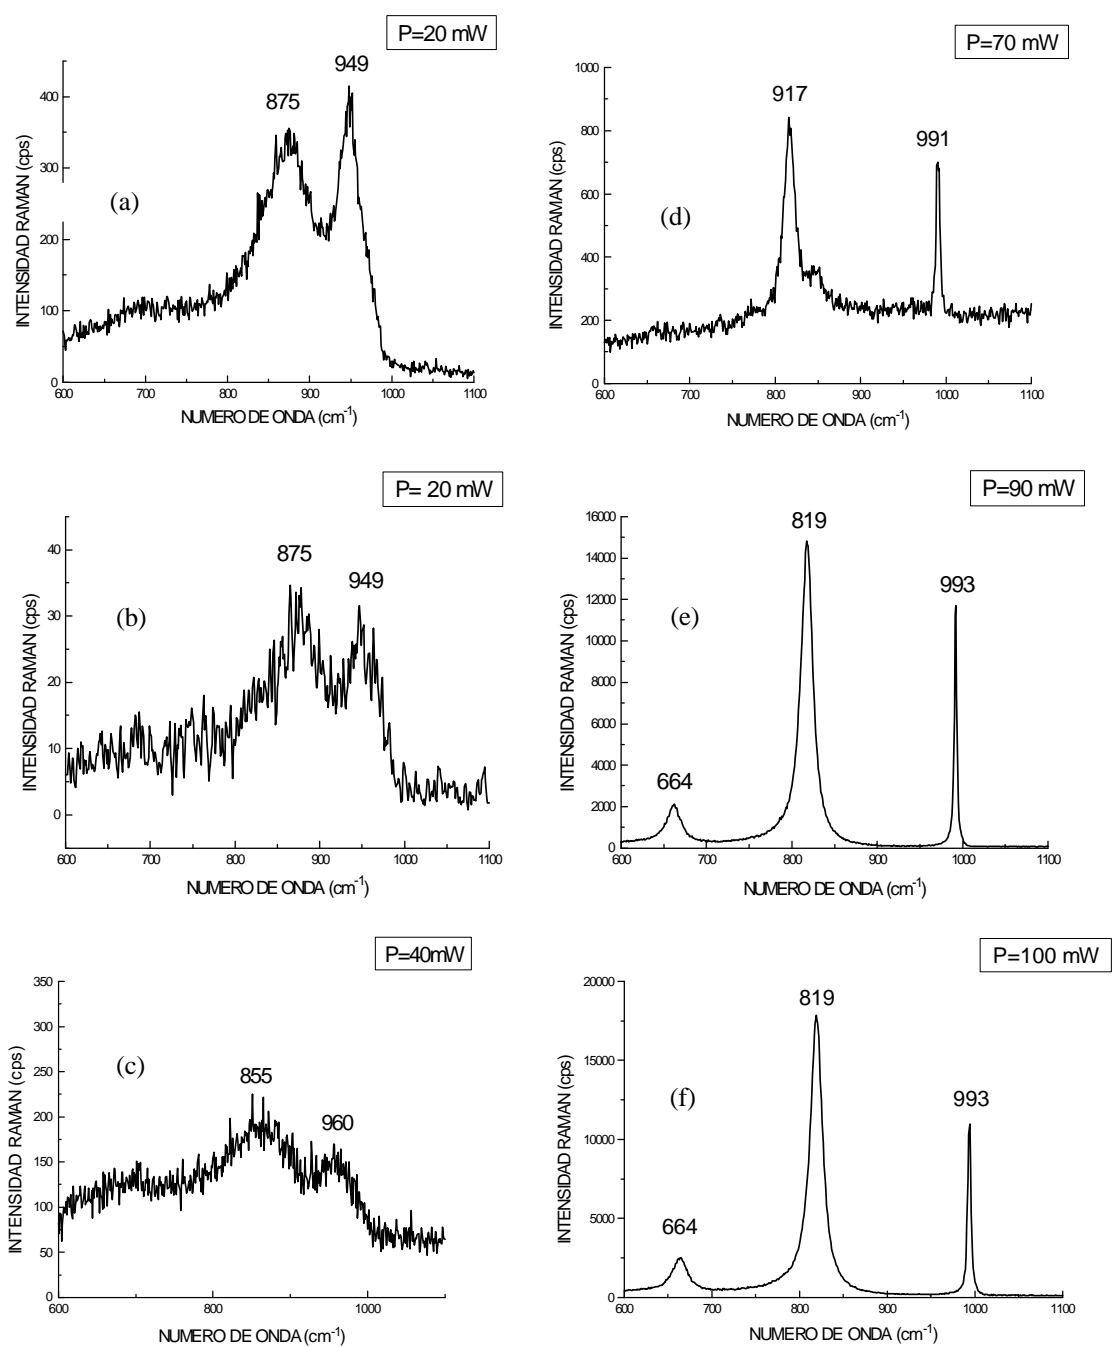 P=20 mW
949
875
400
300
200
100
0
(a)
INTENSIDAD RAMAN (cps)
600 700 800 900 1000 1100
NUMERO DE ONDA (cm-1)
P=70 mW
1000
917
800
991
600
(d)
400
200
0
INTENSIDAD RAMAN (cps)
600 700 800 900 1000 1100
NUMERO DE ONDA (cm-1)
P= 20 mW
40
875
949
30
(b)
20
10
0
INTENSIDAD RAMAN (cps)
600 700 800 900 1000 1100
NUMERO DE ONDA (cm-1)
P=90 mW
16000
819
14000
993
12000
(e)
10000
8000
6000
4000
664
2000
0
INTENSIDAD RAMAN (cps)
600 700 800 900 1000 1100
NUMERO DE ONDA (cm-1)
P=40mW
350
300
250
(c)
855
200
960
150
100
50
0
INTENSIDAD RAMAN (cps)
600 800 1000
NUMERO DE ONDA (cm-1)
P=100 mW
20000
819
15000
(f)
993
10000
664
5000
0
INTENSIDAD RAMAN (cps)
600 700 800 900 1000 1100
NUMERO DE ONDA (cm-1)